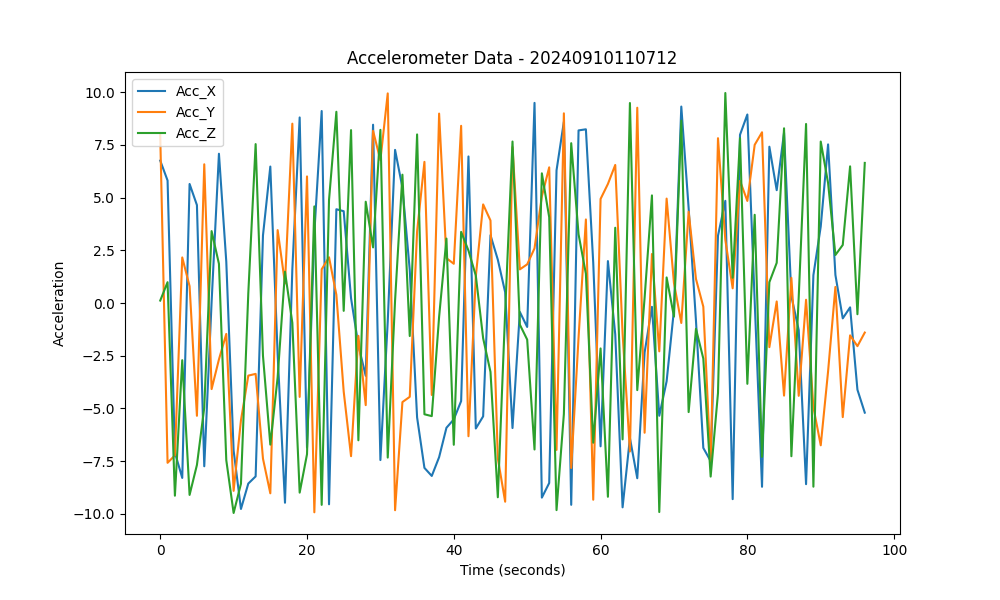 Accelerometer Data - 20240910110712
Acc_X
Acc_Y
Acc_Z
10.0
7.5
5.0
2.5
0.0
−2.5
−5.0
−7.5
−10.0
Acceleration
0 20 40 60 80 100
Time (seconds)